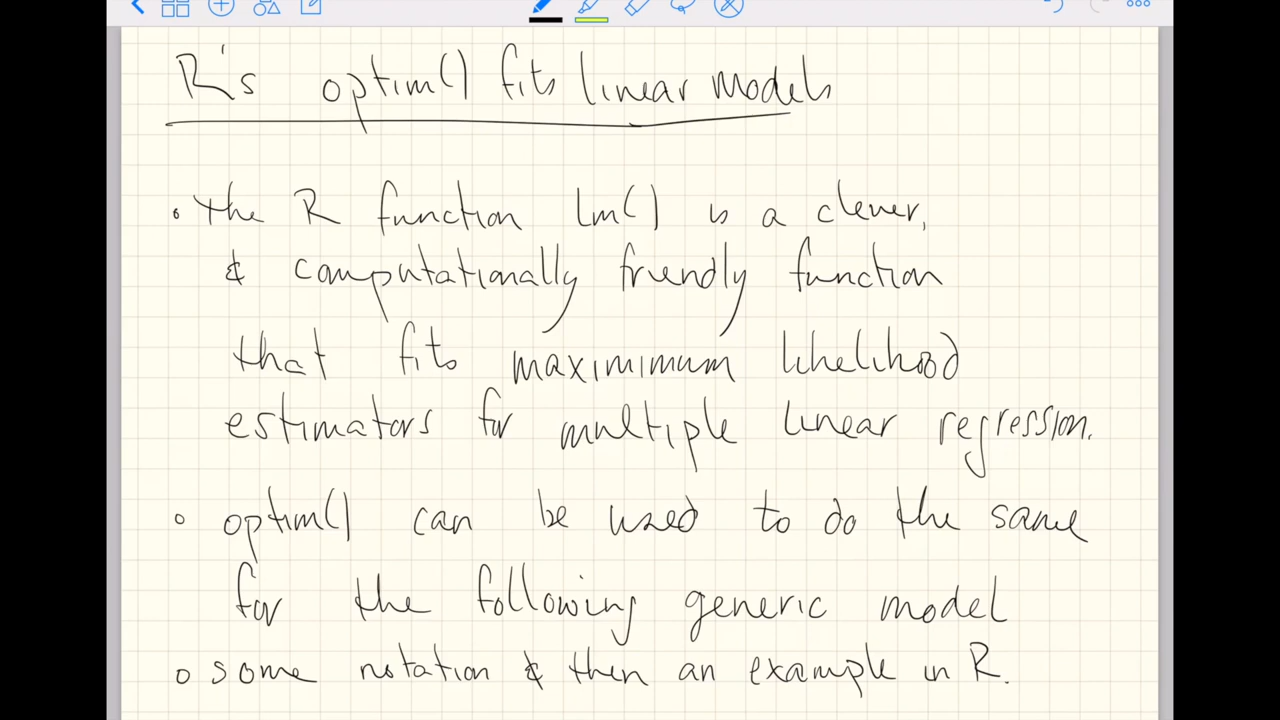 R's optim() fits linear models
• the R function lm() is a clever,
& computationally friendly function
that fits maximimum likelihood
estimators for multiple linear regression.
• optim() can be used to do the same
for the following generic model
• some notation & then an example in R.